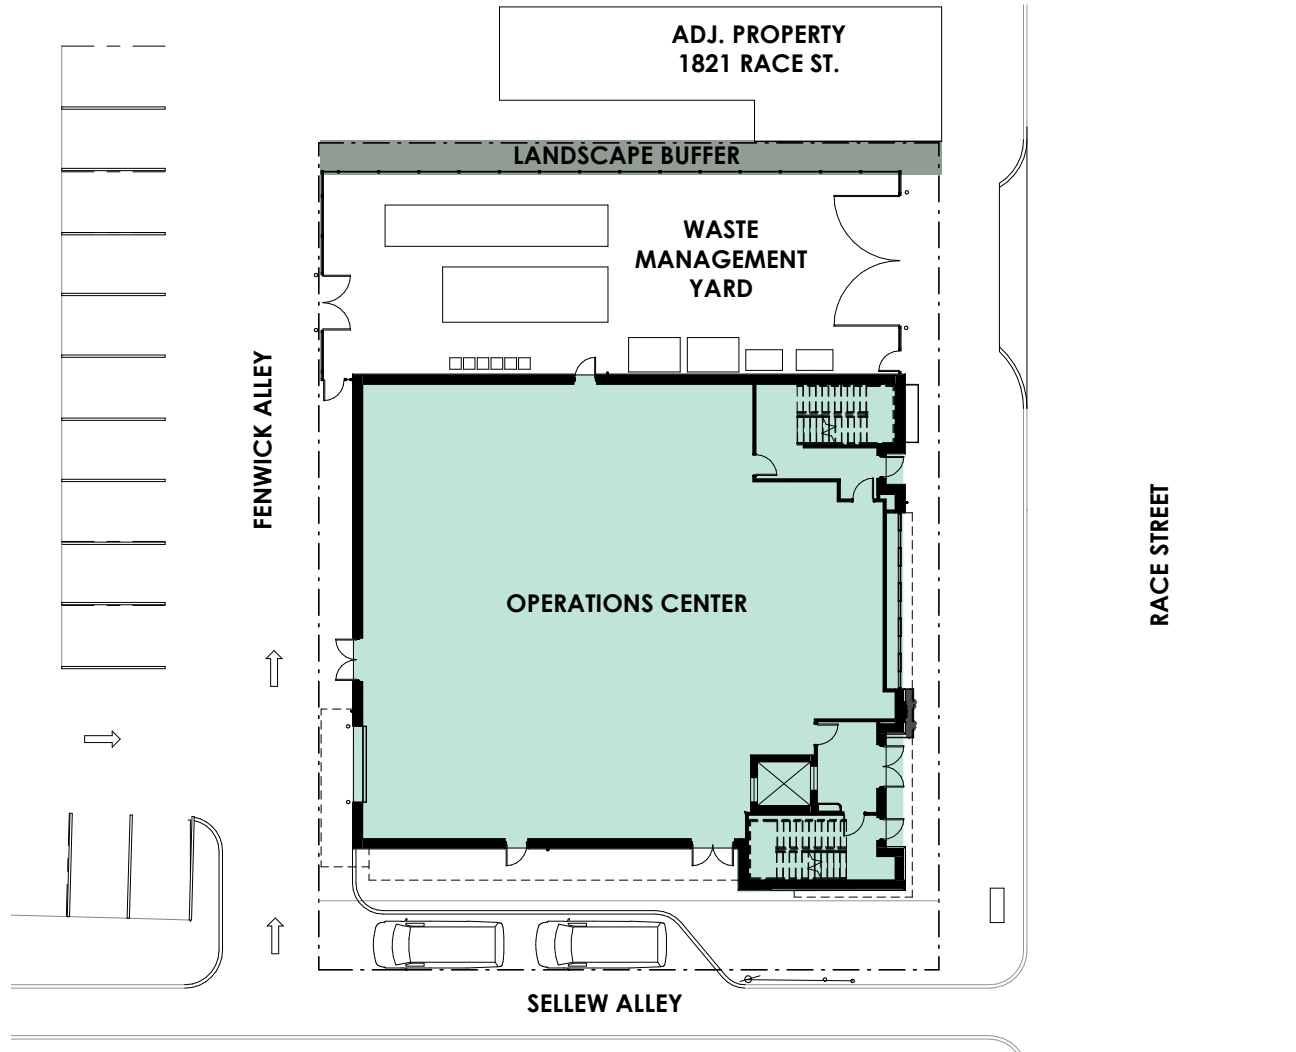 ADJ. PROPERTY
1821 RACE ST.
LANDSCAPE BUFFER
WASTE
MANAGEMENT
YARD
FENWICK ALLEY
RACE STREET
OPERATIONS CENTER
SELLEW ALLEY